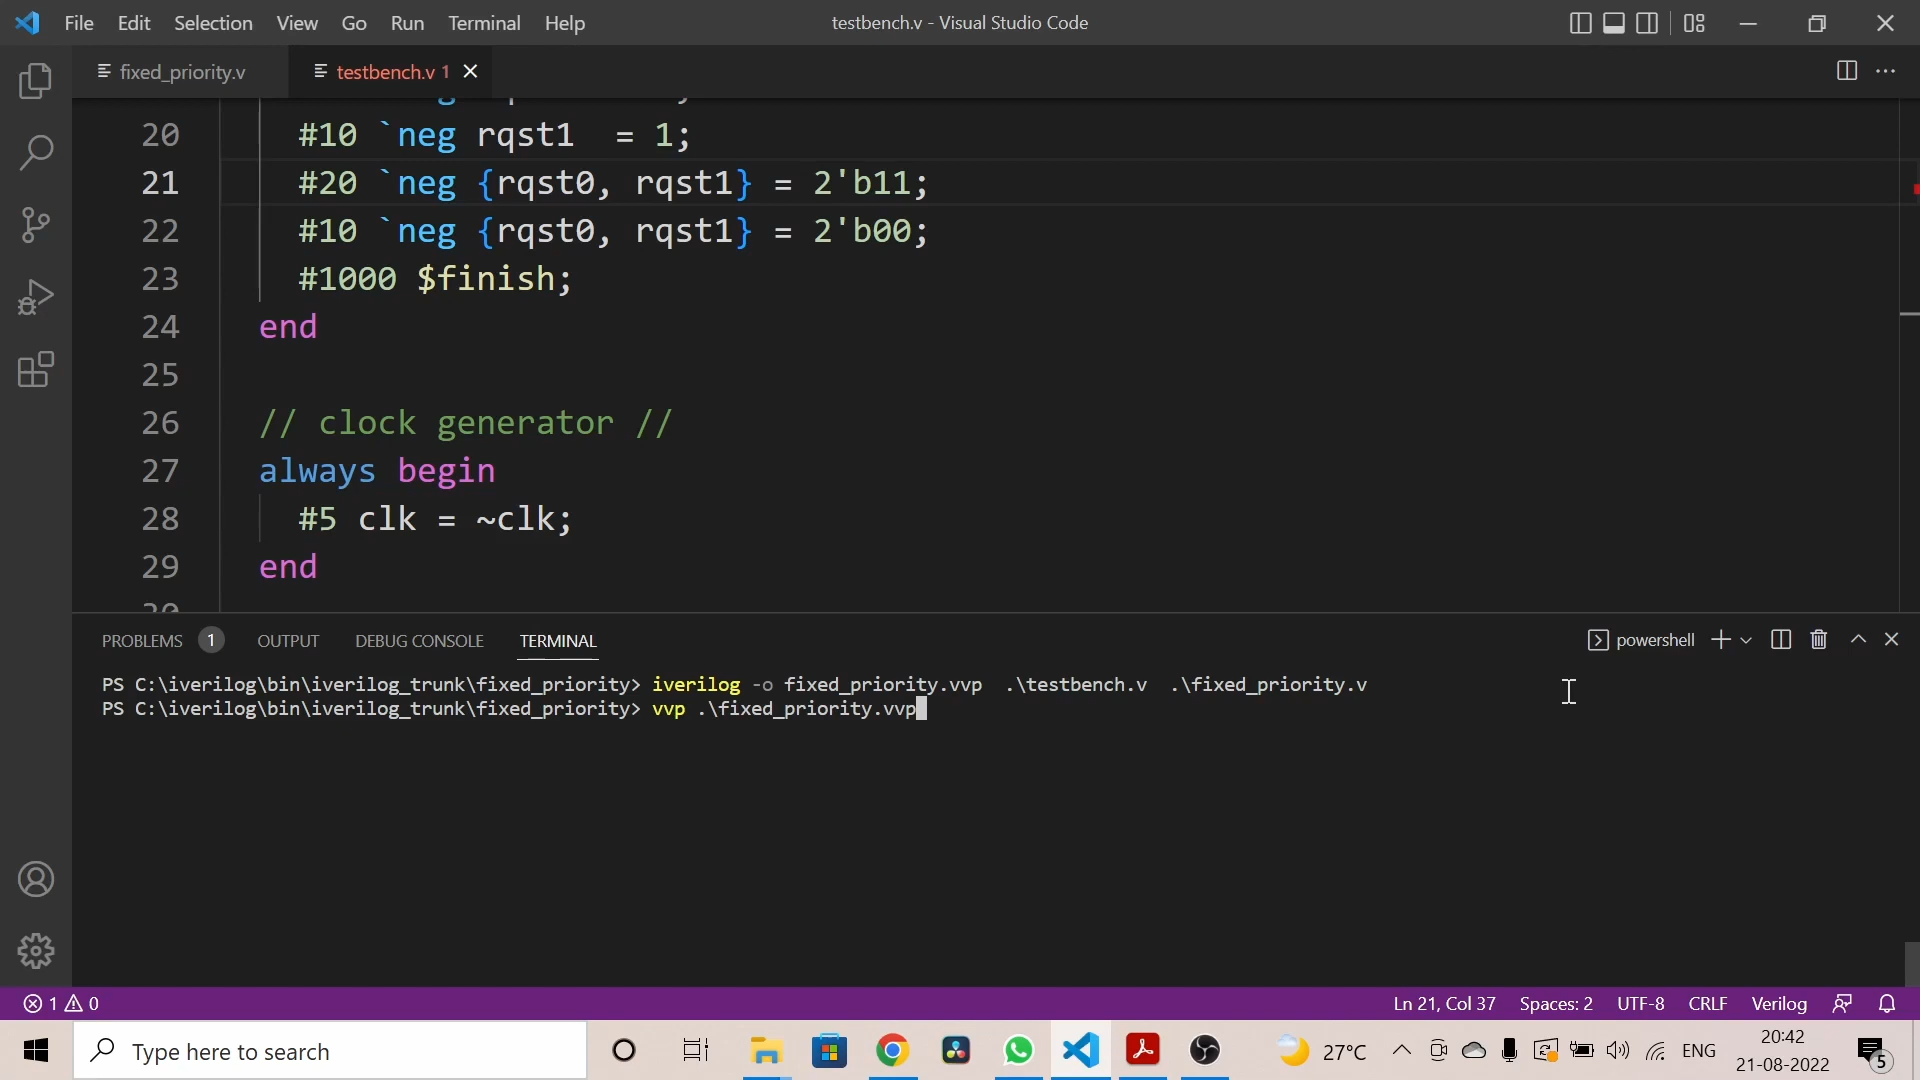 File Edit Selection View Go Run Terminal Help testbench.v - Visual Studio Code
fixed_priority.v testbench.v 1
20 #10 `neg rqst1  = 1;
21 #20 `neg {rqst0, rqst1} = 2'b11;
22 #10 `neg {rqst0, rqst1} = 2'b00;
23 #1000 $finish;
24 end
25
26 // clock generator //
27 always begin
28 #5 clk = ~clk;
29 end
PROBLEMS 1 OUTPUT DEBUG CONSOLE TERMINAL powershell
PS C:\iverilog\bin\iverilog_trunk\fixed_priority> iverilog -o fixed_priority.vvp  .\testbench.v  .\fixed_priority.v
PS C:\iverilog\bin\iverilog_trunk\fixed_priority> vvp .\fixed_priority.vvp
1 0 Ln 21, Col 37 Spaces: 2 UTF-8 CRLF Verilog
Type here to search 27°C ENG 20:42
21-08-2022 5